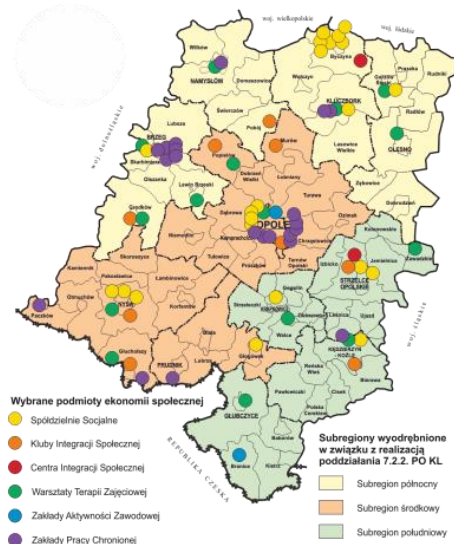 woj. wielkopolskie
woj. łódzkie
Wilków
NAMYSŁÓW
Domaszowice
Świerczów
Byczyna
Wołczyn
KLUCZBORK
Lasowice Wielkie
Gorzów Śląski
Praszka
Rudniki
Radłów
OLESNO
Zębowice
Dobrodzień
woj. dolnośląskie
Lubsza
BRZEG
Skarbimierz
Olszanka
Lewin Brzeski
Grodków
Pokój
Murów
Popielów
Dobrzeń Wielki
Łubniany
Turawa
Dąbrowa
OPOLE
Ozimek
Chrząstowice
Komprachcice
Niemodlin
Tułowice
Prószków
Tarnów Opolski
Skoroszyce
Kamiennik
Pakosławice
Łambinowice
Otmuchów
NYSA
Korfantów
Paczków
Głuchołazy
Biała
PRUDNIK
Lubrza
Głogówek
Kolonowskie
Zawadzkie
Izbicko
Jemielnica
STRZELCE OPOLSKIE
Gogolin
Strzeleczki
KRAPKOWICE
Zdzieszowice
Walce
Leśnica
Ujazd
KĘDZIERZYN KOŹLE
Reńska Wieś
Bierawa
Cisek
Pawłowiczki
Polska Cerekiew
GŁUBCZYCE
Baborów
Branice
Kietrz
woj. śląskie
REPUBLIKA CZESKA
Wybrane podmioty ekonomii społecznej
Spółdzielnie Socjalne
Kluby Integracji Społecznej
Centra Integracji Społecznej
Warsztaty Terapii Zajęciowej
Zakłady Aktywności Zawodowej
Zakłady Pracy Chronionej
Subregiony wyodrębnione
w związku z realizacją
poddziałania 7.2.2. PO KL
Subregion północny
Subregion środkowy
Subregion południowy